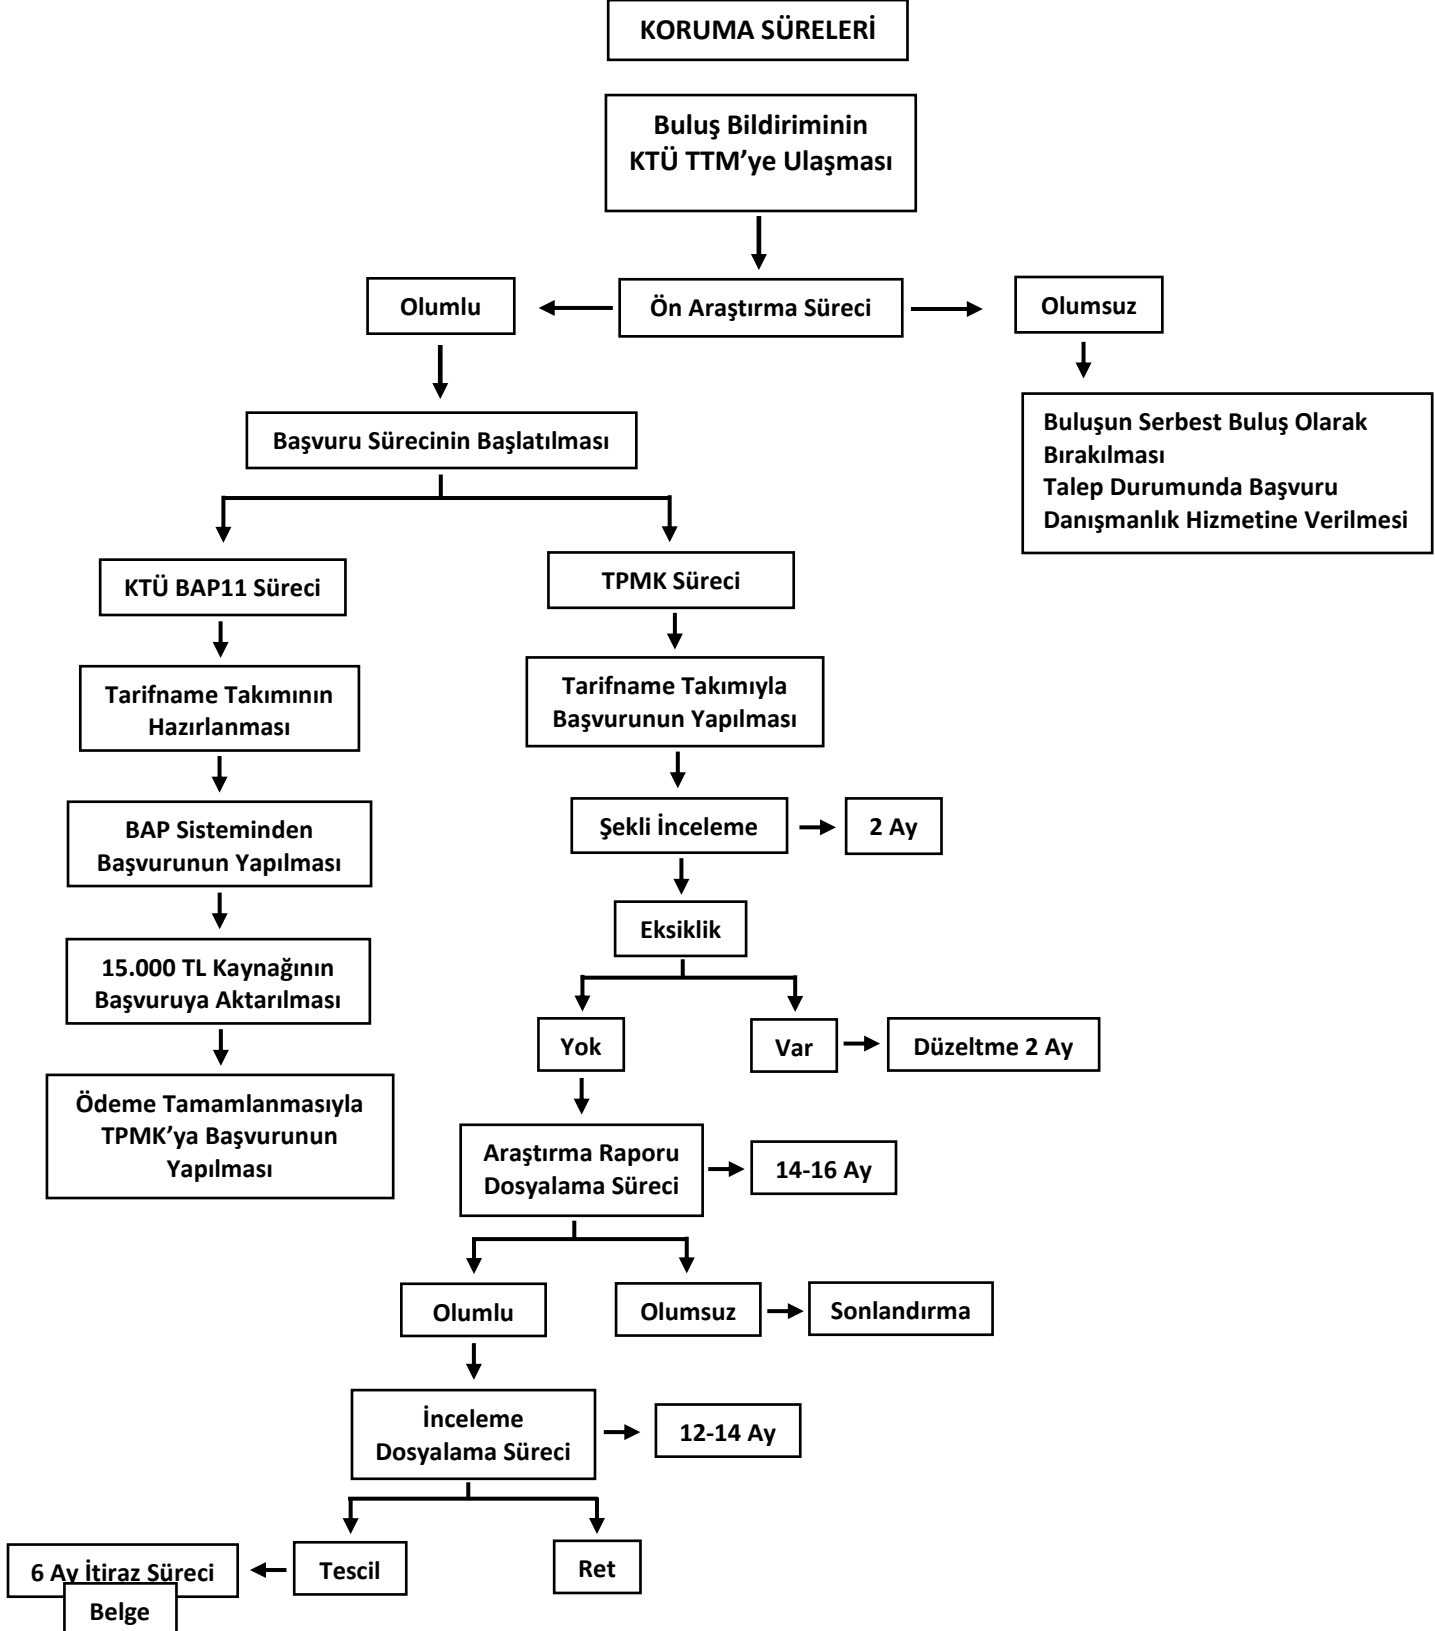 KORUMA SÜRELERİ
Buluş Bildiriminin
KTÜ TTM’ye Ulaşması
Olumlu
Ön Araştırma Süreci
Olumsuz
Başvuru Sürecinin Başlatılması
Buluşun Serbest Buluş Olarak
Bırakılması
Talep Durumunda Başvuru
Danışmanlık Hizmetine Verilmesi
KTÜ BAP11 Süreci
Tarifname Takımının
Hazırlanması
BAP Sisteminden
Başvurunun Yapılması
15.000 TL Kaynağının
Başvuruya Aktarılması
Ödeme Tamamlanmasıyla
TPMK’ya Başvurunun
Yapılması
TPMK Süreci
Tarifname Takımıyla
Başvurunun Yapılması
Şekli İnceleme
2 Ay
Eksiklik
Yok
Var
Düzeltme 2 Ay
Araştırma Raporu
Dosyalama Süreci
14-16 Ay
Olumlu
Olumsuz
Sonlandırma
İnceleme
Dosyalama Süreci
12-14 Ay
6 Ay İtiraz Süreci
Tescil
Ret
Belge